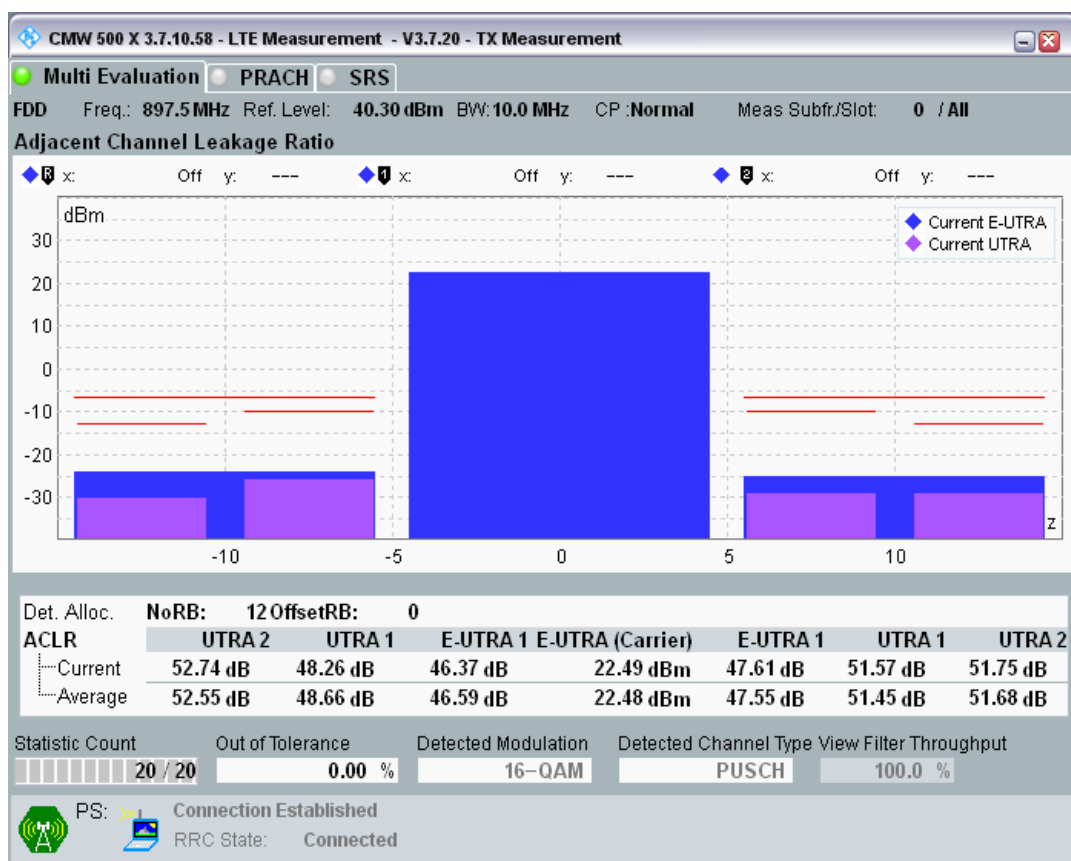 CMW 500 X 3.7.10.58 - LTE Measurement - V3.7.20 - TX Measurement
Multi Evaluation PRACH SRS
FDD Freq.: 897.5 MHz Ref. Level: 40.30 dBm BW: 10.0 MHz CP :Normal Meas Subfr./Slot: 0 / All
Adjacent Channel Leakage Ratio
R x: Off y: --- 1 x: Off y: --- 2 x: Off y: ---
dBm
Current E-UTRA
Current UTRA
30
20
10
0
-10
-20
-30
z
-10 -5 0 5 10
Det. Alloc. NoRB: 12 OffsetRB: 0
ACLR UTRA 2 UTRA 1 E-UTRA 1 E-UTRA (Carrier) E-UTRA 1 UTRA 1 UTRA 2
Current 52.74 dB 48.26 dB 46.37 dB 22.49 dBm 47.61 dB 51.57 dB 51.75 dB
Average 52.55 dB 48.66 dB 46.59 dB 22.48 dBm 47.55 dB 51.45 dB 51.68 dB
Statistic Count Out of Tolerance Detected Modulation Detected Channel Type View Filter Throughput
20 / 20 0.00 % 16-QAM PUSCH 100.0 %
PS: Connection Established
RRC State: Connected